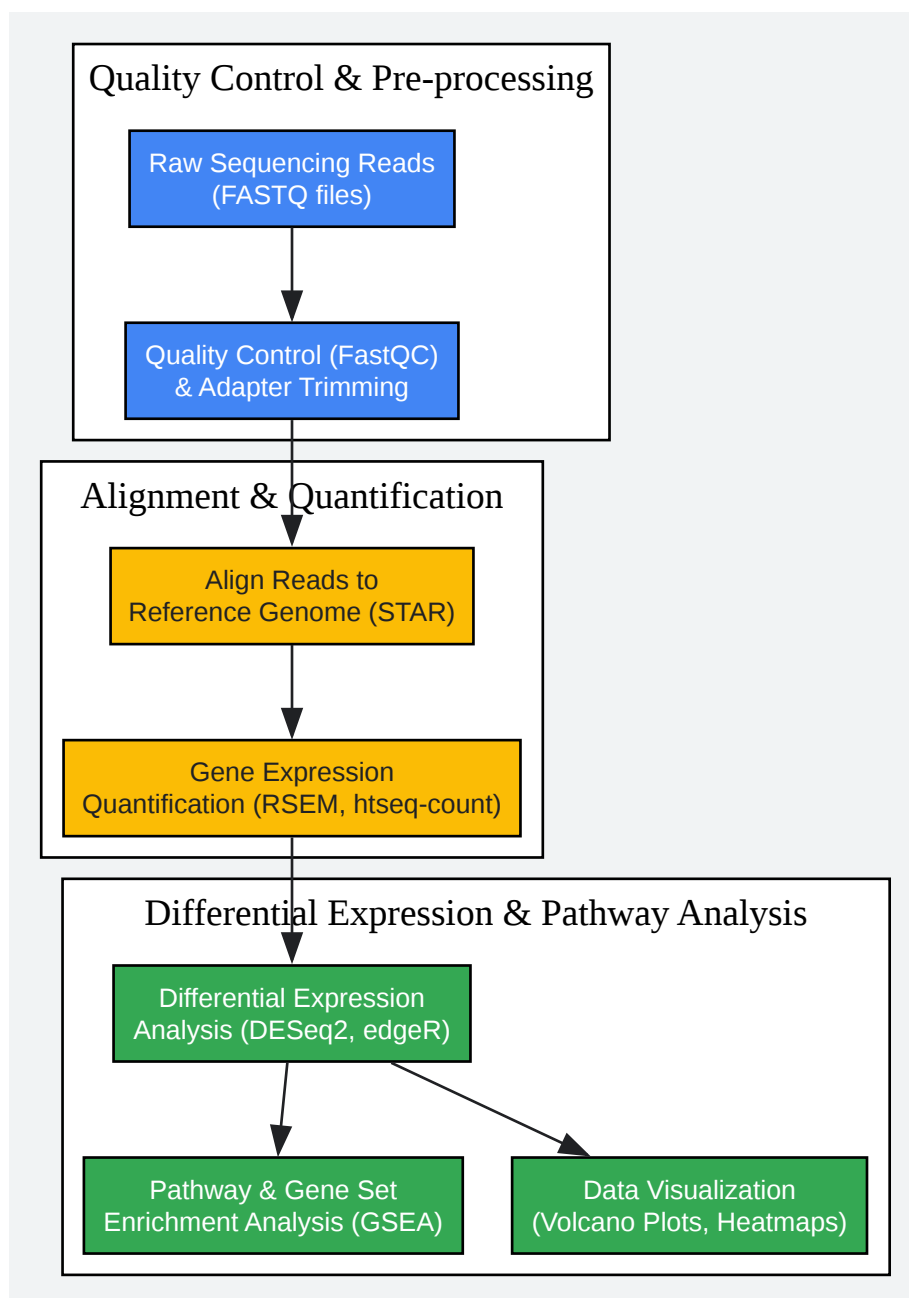 Quality Control & Pre-processing
Raw Sequencing Reads
(FASTQ files)
Quality Control (FastQC)
& Adapter Trimming
Alignment & Quantification
Align Reads to
Reference Genome (STAR)
Gene Expression
Quantification (RSEM, htseq-count)
Differential Expression & Pathway Analysis
Differential Expression
Analysis (DESeq2, edgeR)
Pathway & Gene Set
Enrichment Analysis (GSEA)
Data Visualization
(Volcano Plots, Heatmaps)